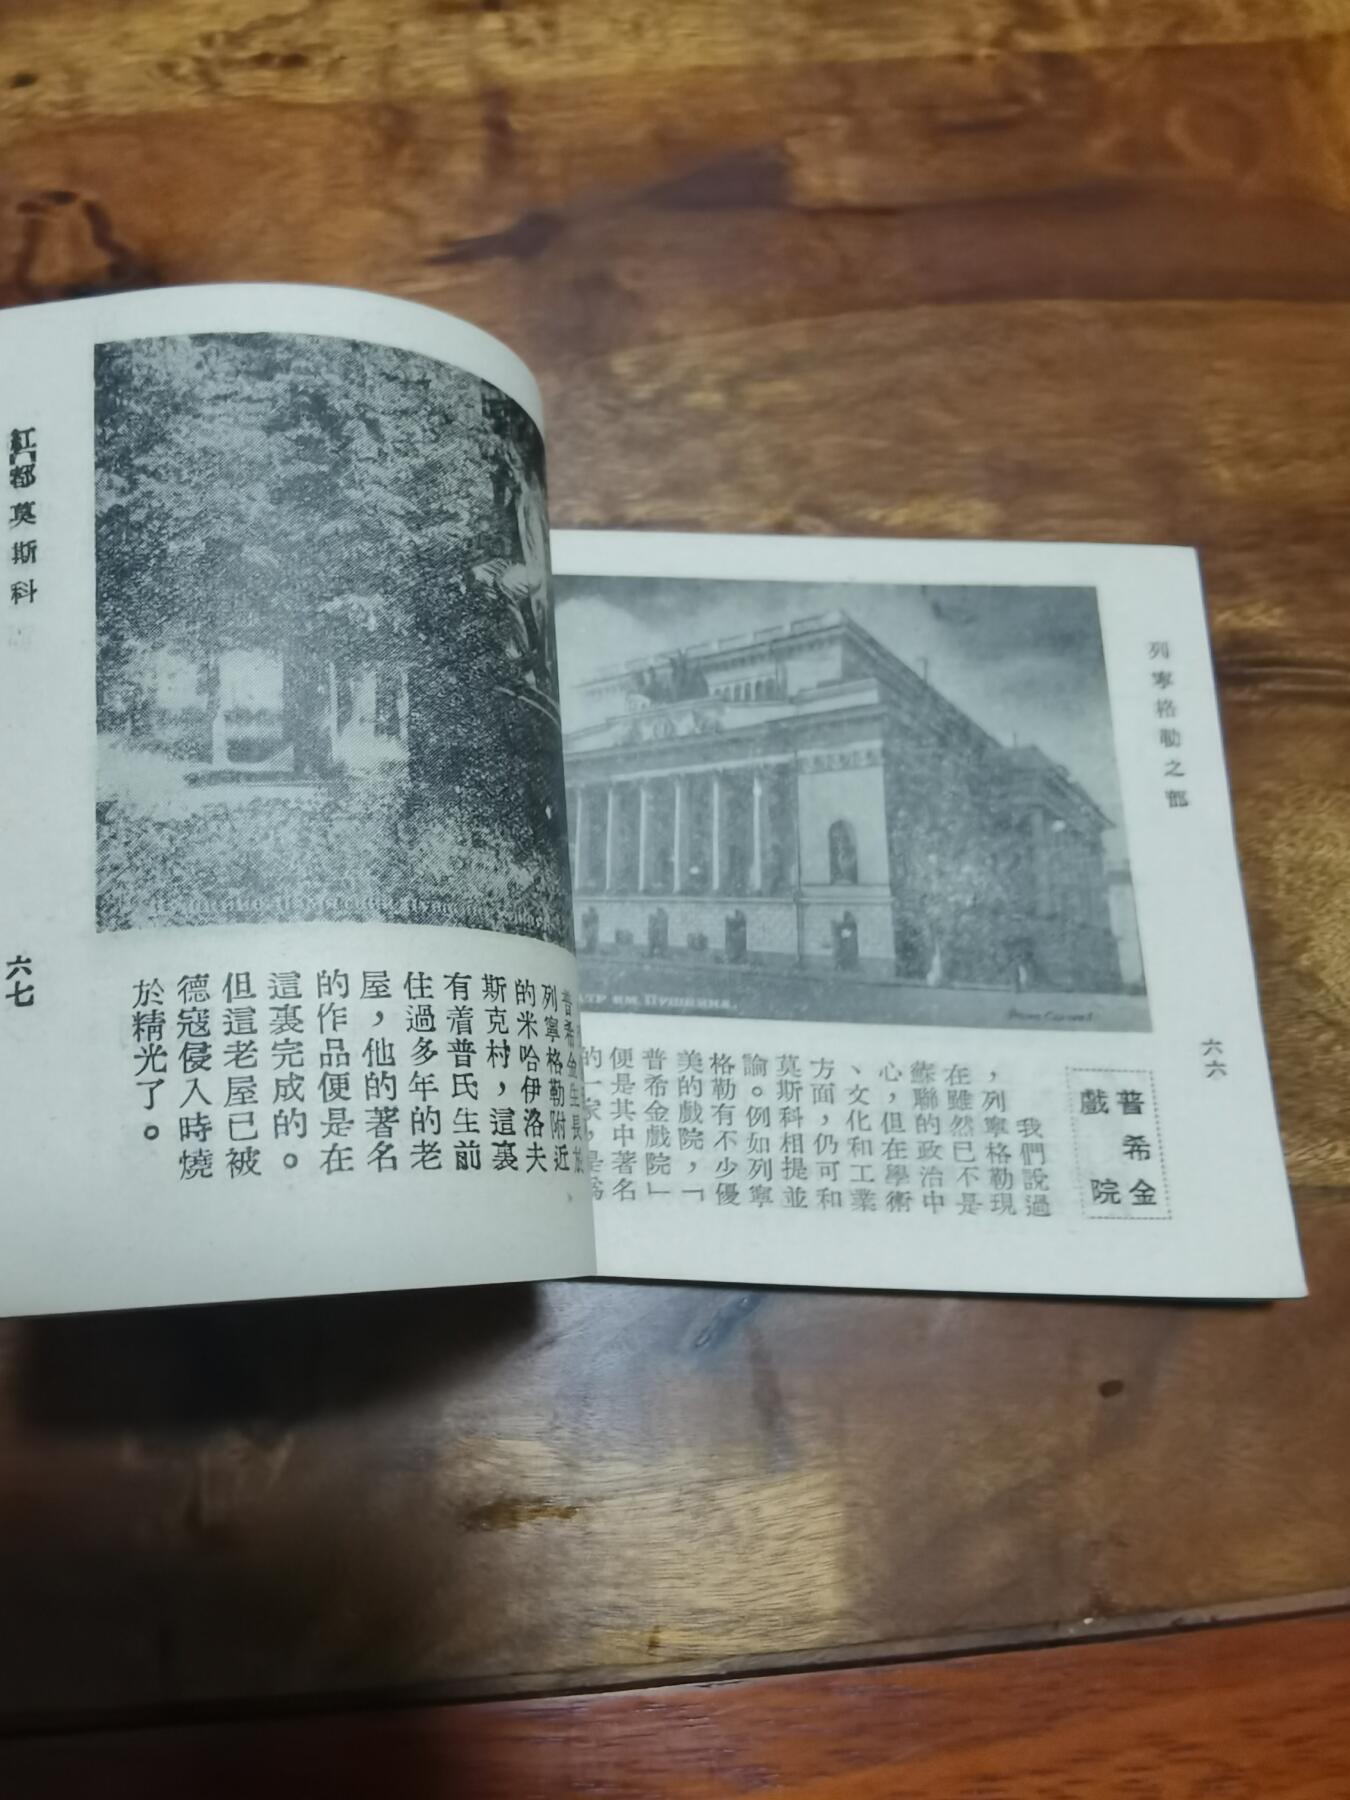 列寧格勒之部
六六
АТР им. ПУШКИНА.
普希金
戲院
我們說過
，列寧格勒現
在雖然已不是
蘇聯的政治中
心，但在學術
、文化和工業
方面，仍可和
莫斯科相提並
論。例如列寧
格勒有不少優
美的戲院，「
普希金戲院」
便是其中著名
的一家，是爲
普希金生長於
列寧格勒附近
的米哈伊洛夫
斯克村，這裏
有着普氏生前
住過多年的老
屋，他的著名
的作品便是在
這裏完成的。
但這老屋已被
德寇侵入時燒
於精光了。
紅都莫斯科
六七